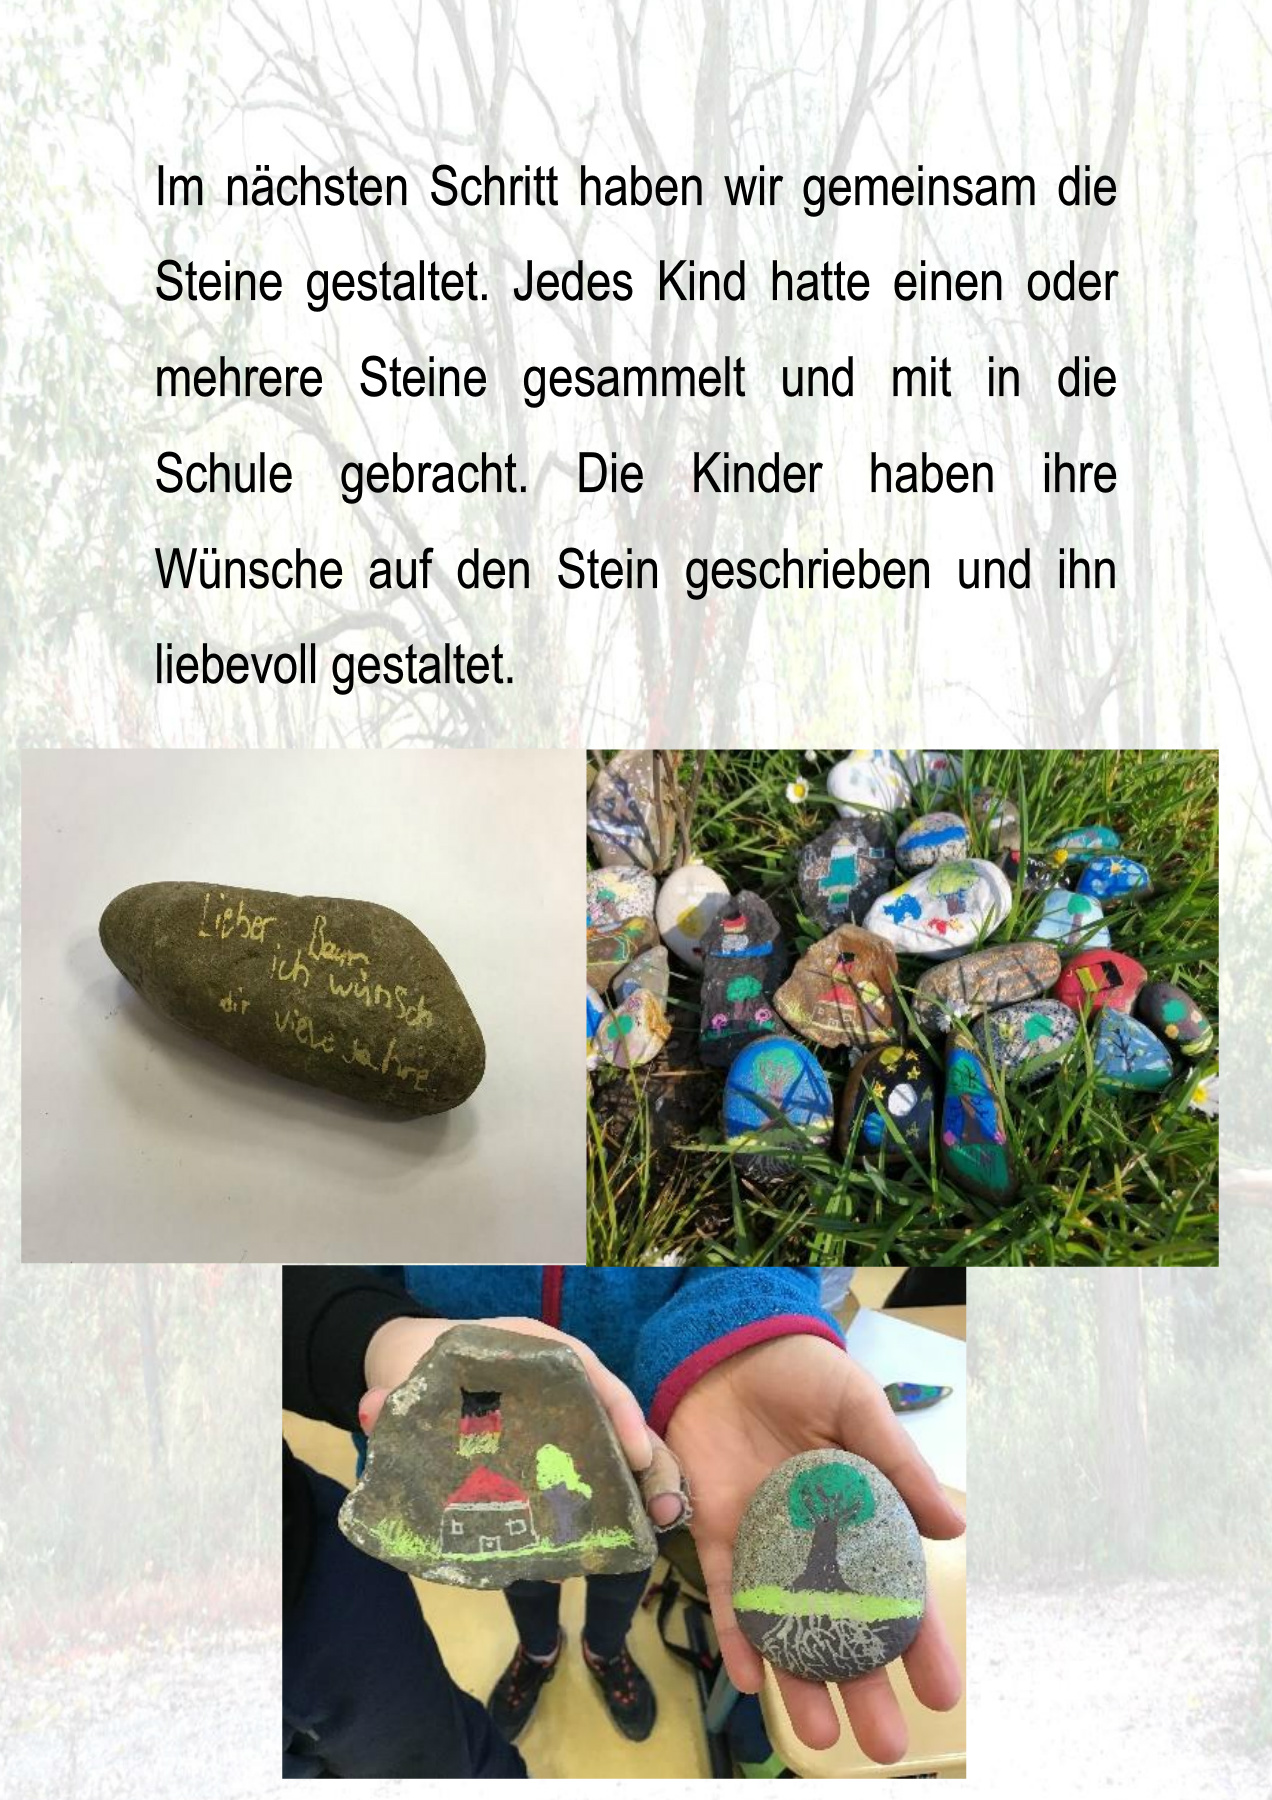 Im nächsten Schritt haben wir gemeinsam die
Steine gestaltet. Jedes Kind hatte einen oder
mehrere Steine gesammelt und mit in die
Schule gebracht. Die Kinder haben ihre
Wünsche auf den Stein geschrieben und ihn
liebevoll gestaltet.
Lieber Baum
ich wünsch
dir viele Jahre